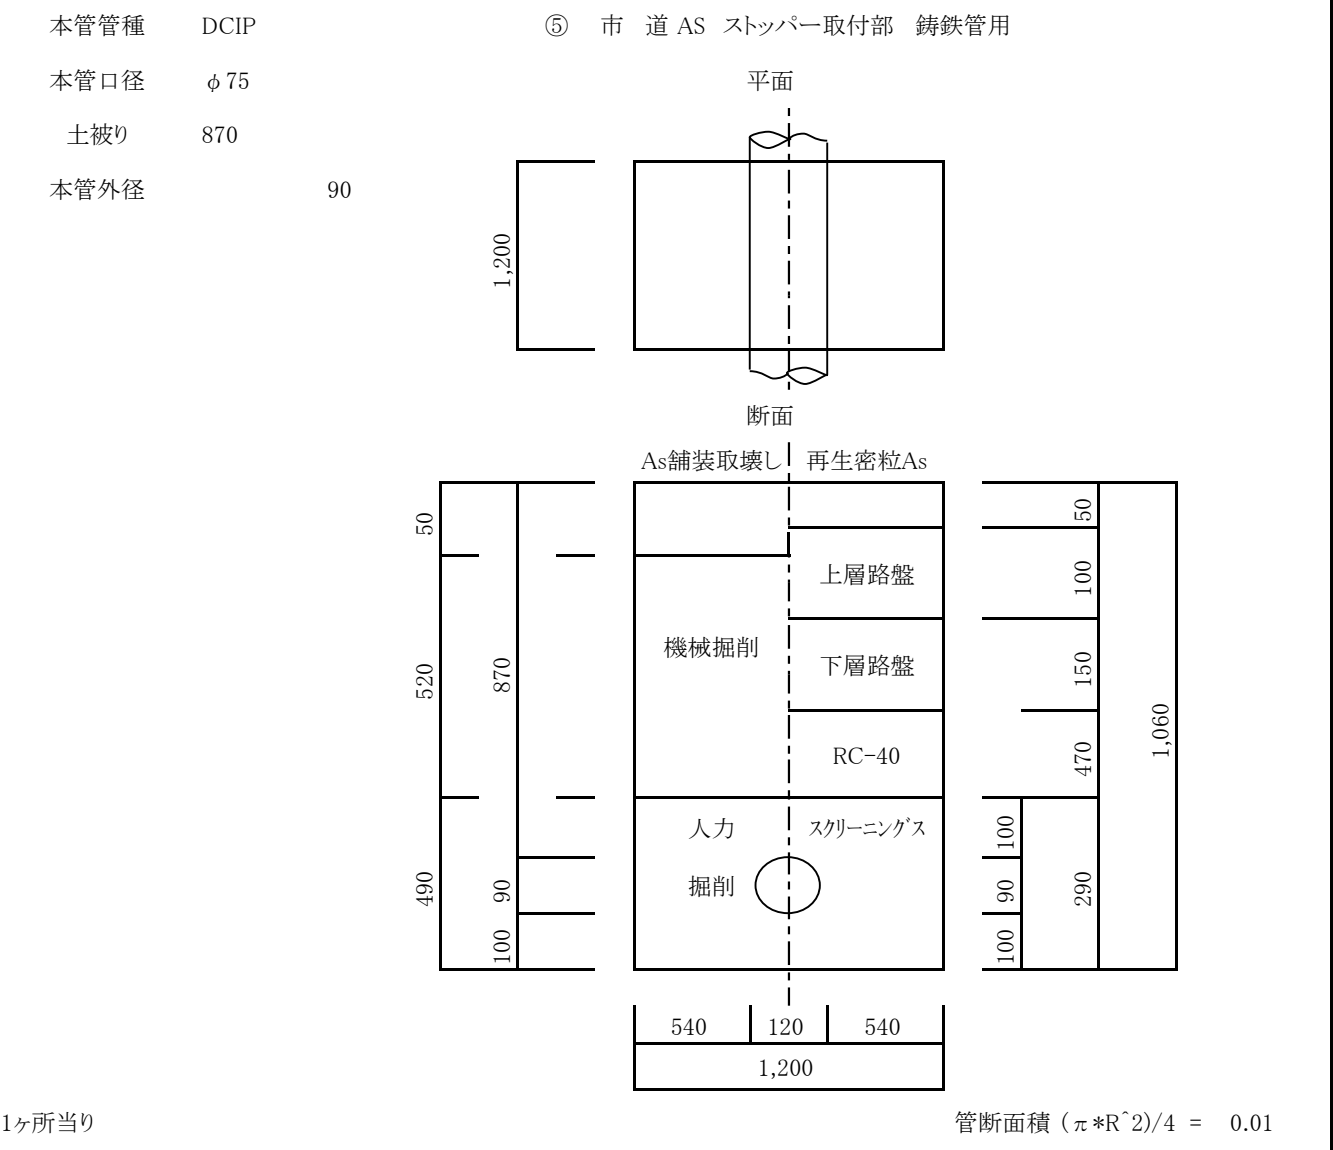 本管管種 DCIP ⑤ 市 道 AS ストッパー取付部 鋳鉄管用
本管口径 φ75 平面
土被り 870
本管外径 90
1,200
断面
As舗装取壊し 再生密粒As
50
520
490
870
90
100
機械掘削
人力
掘削
上層路盤
下層路盤
RC-40
スクリーニングス
50
100
150
470
290
100
90
100
1,060
540 120 540
1,200
1ヶ所当り 管断面積 (π*R^2)/4 = 0.01